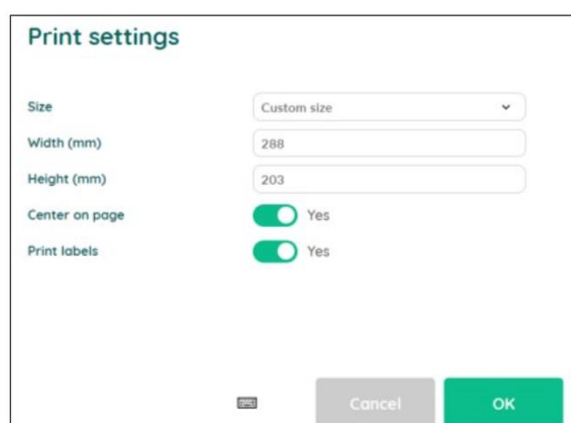 Print settings
Size Custom size
Width (mm) 288
Height (mm) 203
Center on page Yes
Print labels Yes
Cancel OK